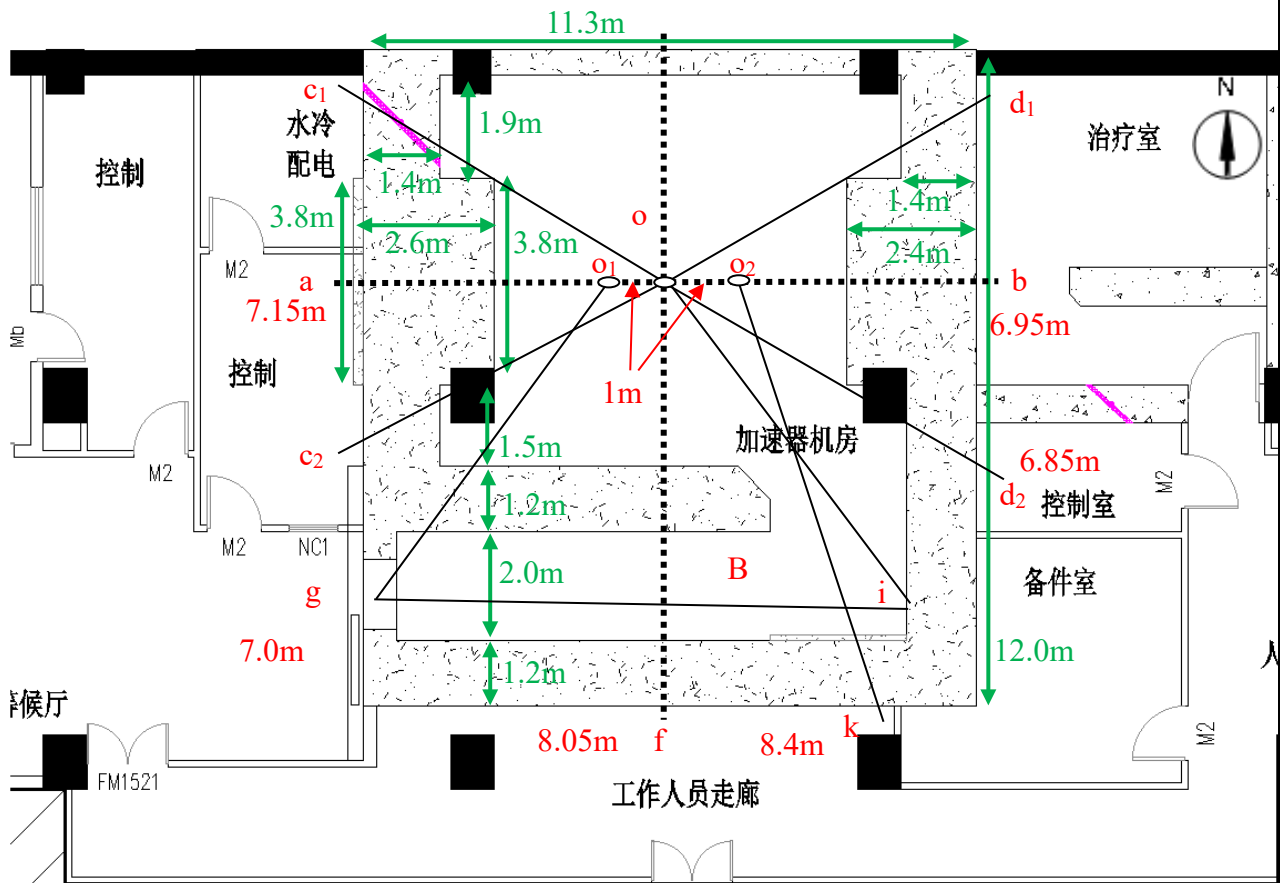 11.3m
c1
水冷
配电
控制
1.9m
d1
N
治疗室
1.4m
1.4m
3.8m
2.6m
3.8m
o
2.4m
o1
o2
a
b
M2
7.15m
6.95m
Mb
控制
1m
加速器机房
c2
1.5m
6.85m
d2
控制室
M2
M2
1.2m
M2
NC1
2.0m
B
g
i
备件室
7.0m
1.2m
12.0m
人
候厅
8.05m
f
8.4m
k
M2
FM1521
工作人员走廊